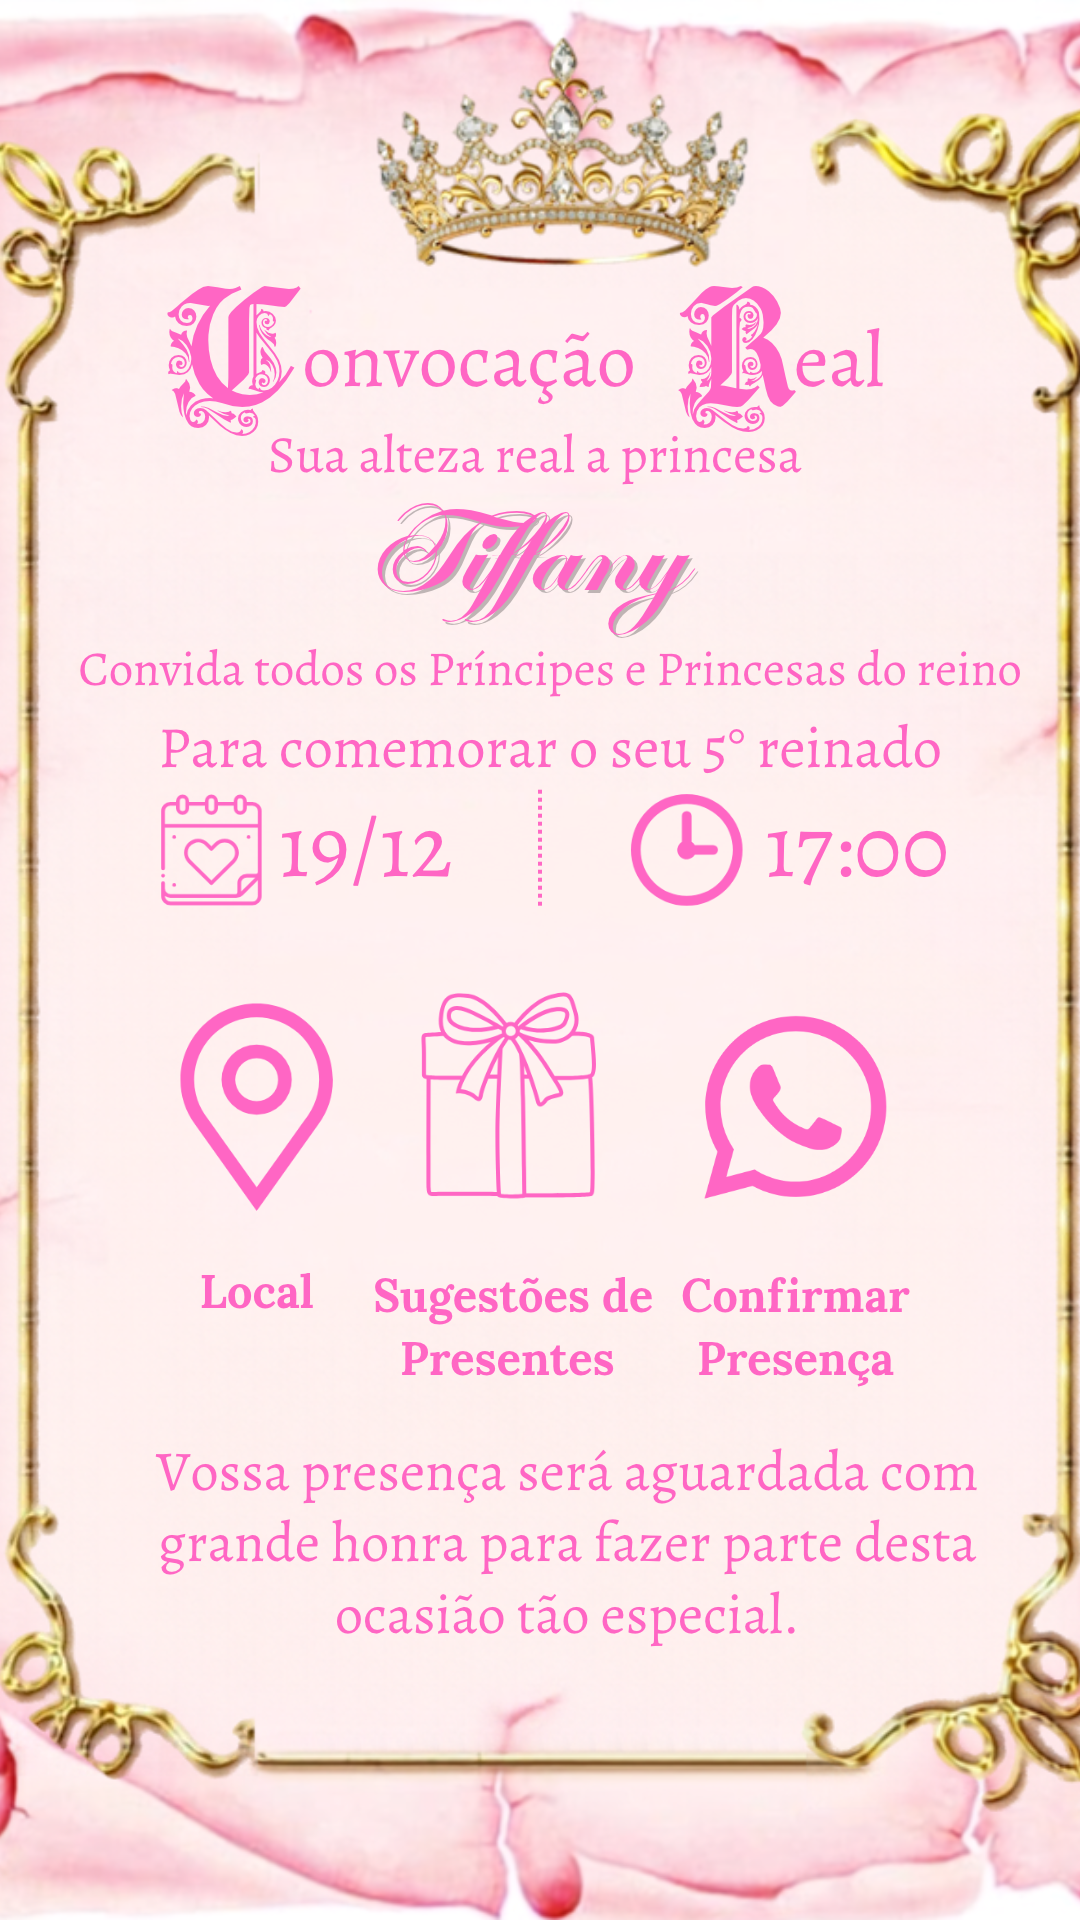 Convocação Real
Sua alteza real a princesa
Tiffany
Convida todos os Príncipes e Princesas do reino
Para comemorar o seu 5° reinado
19/12 17:00
Local
Sugestões de
Presentes
Confirmar
Presença
Vossa presença será aguardada com
grande honra para fazer parte desta
ocasião tão especial.